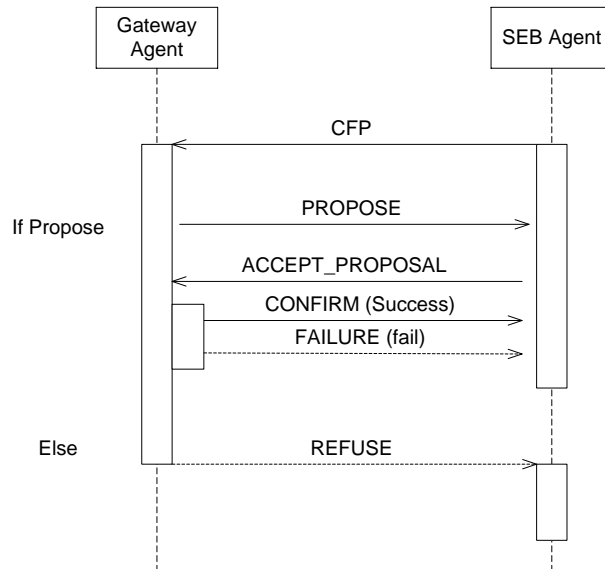 Gateway
Agent
SEB Agent
CFP
If Propose
PROPOSE
ACCEPT_PROPOSAL
CONFIRM (Success)
FAILURE (fail)
Else
REFUSE